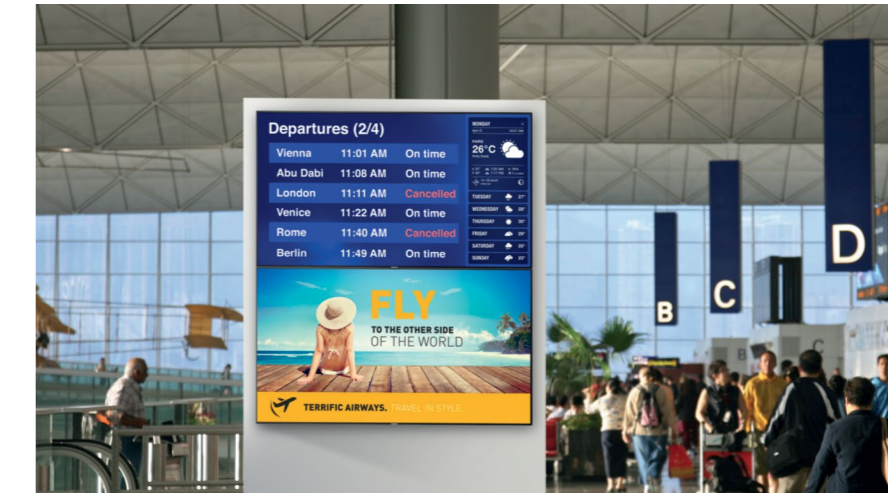 Departures (2/4)
Vienna 11:01 AM On time
Abu Dabi 11:08 AM On time
London 11:11 AM Cancelled
Venice 11:22 AM On time
Rome 11:40 AM Cancelled
Berlin 11:49 AM On time
MONDAY
PARIS
26°C
TUESDAY 27°
WEDNESDAY
THURSDAY
FRIDAY
SATURDAY
SUNDAY
FLY
TO THE OTHER SIDE
OF THE WORLD
TERRIFIC AIRWAYS. TRAVEL IN STYLE
B
C
D
B
C